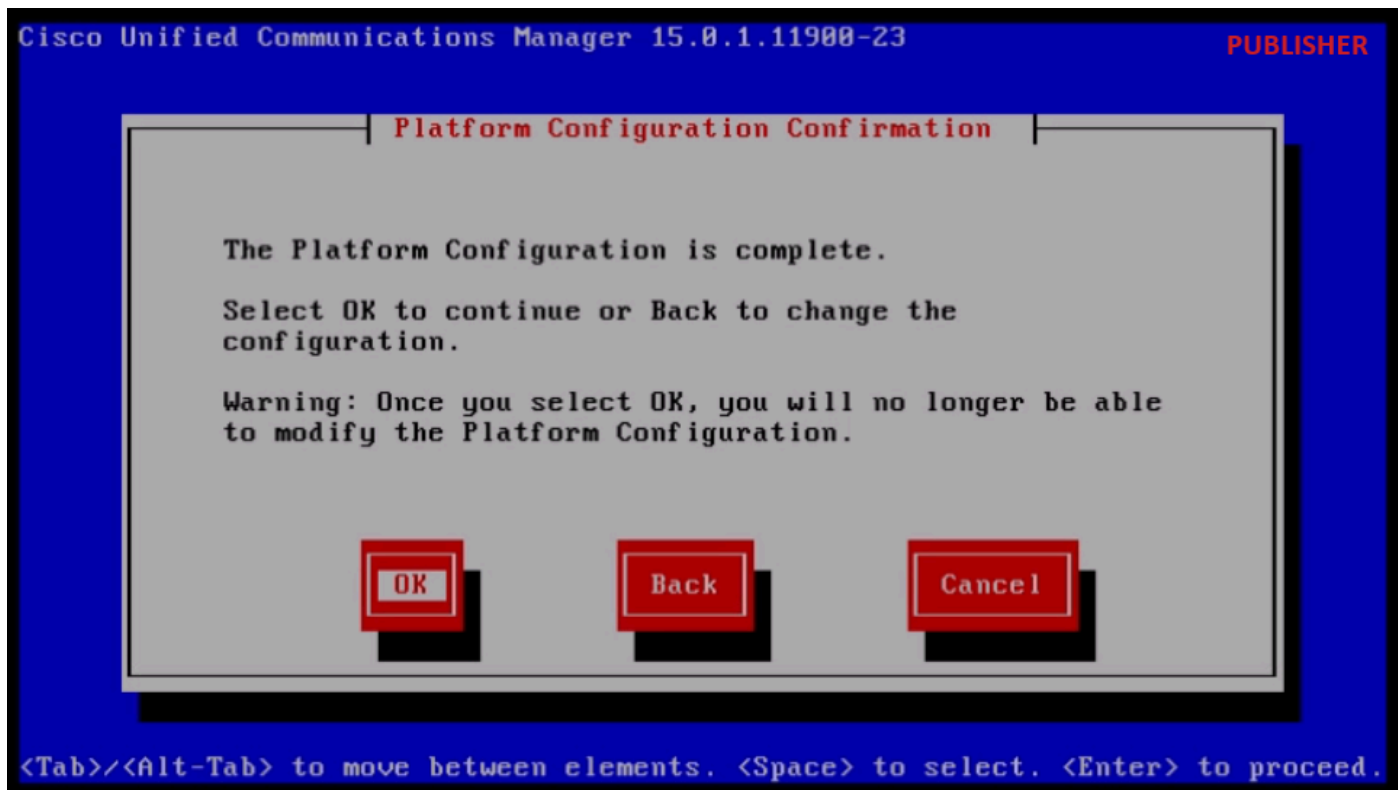 Cisco Unified Communications Manager 15.0.1.11900-23
PUBLISHER
Platform Configuration Confirmation
The Platform Configuration is complete.
Select OK to continue or Back to change the
configuration.
Warning: Once you select OK, you will no longer be able
to modify the Platform Configuration.
OK
Back
Cancel
<Tab>/<Alt-Tab> to move between elements. <Space> to select. <Enter> to proceed.